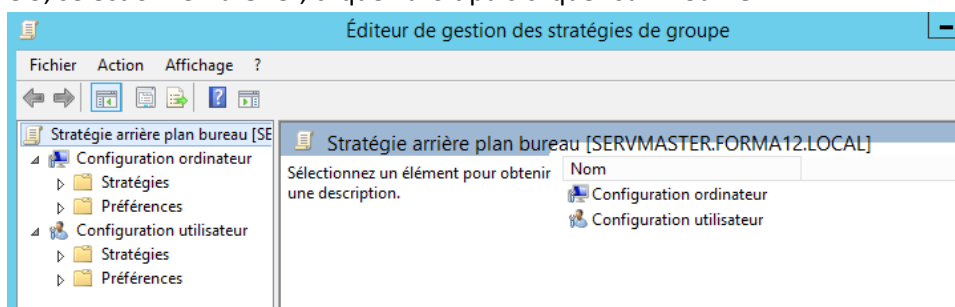 Éditeur de gestion des stratégies de groupe
Fichier Action Affichage ?
Stratégie arrière plan bureau [SE
Configuration ordinateur
Stratégies
Préférences
Configuration utilisateur
Stratégies
Préférences
Stratégie arrière plan bureau [SERVMASTER.FORMA12.LOCAL]
Sélectionnez un élément pour obtenir
une description.
Nom
Configuration ordinateur
Configuration utilisateur